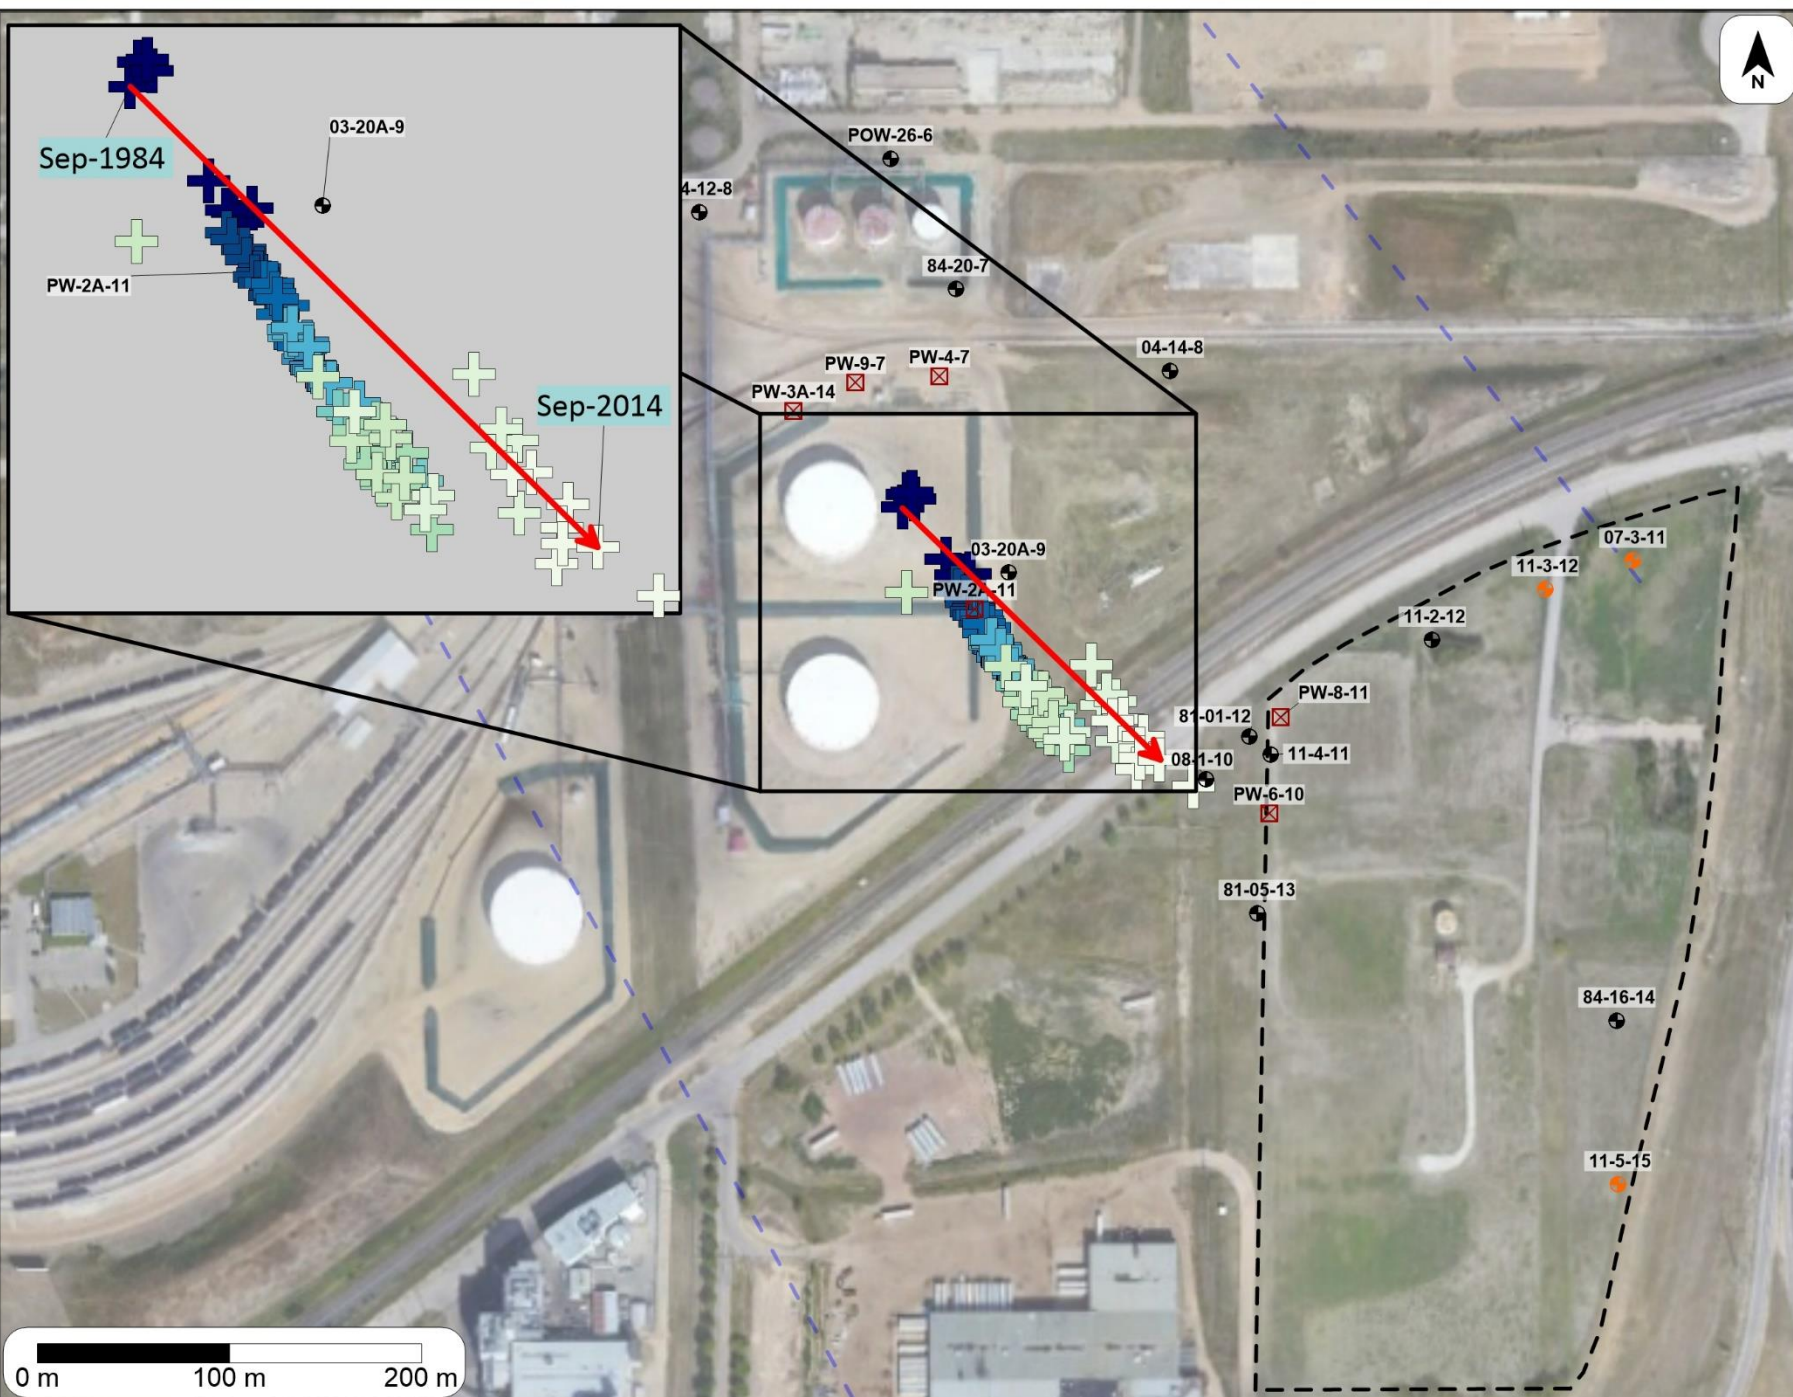 N
POW-26-6
03-20A-9
Sep-1984
4-12-8
84-20-7
PW-2A-11
04-14-8
PW-9-7
PW-4-7
PW-3A-14
Sep-2014
07-3-11
03-20A-9
11-3-12
PW-2A-11
11-2-12
PW-8-11
81-01-12
11-4-11
08-1-10
PW-6-10
81-05-13
84-16-14
11-5-15
0 m 100 m 200 m